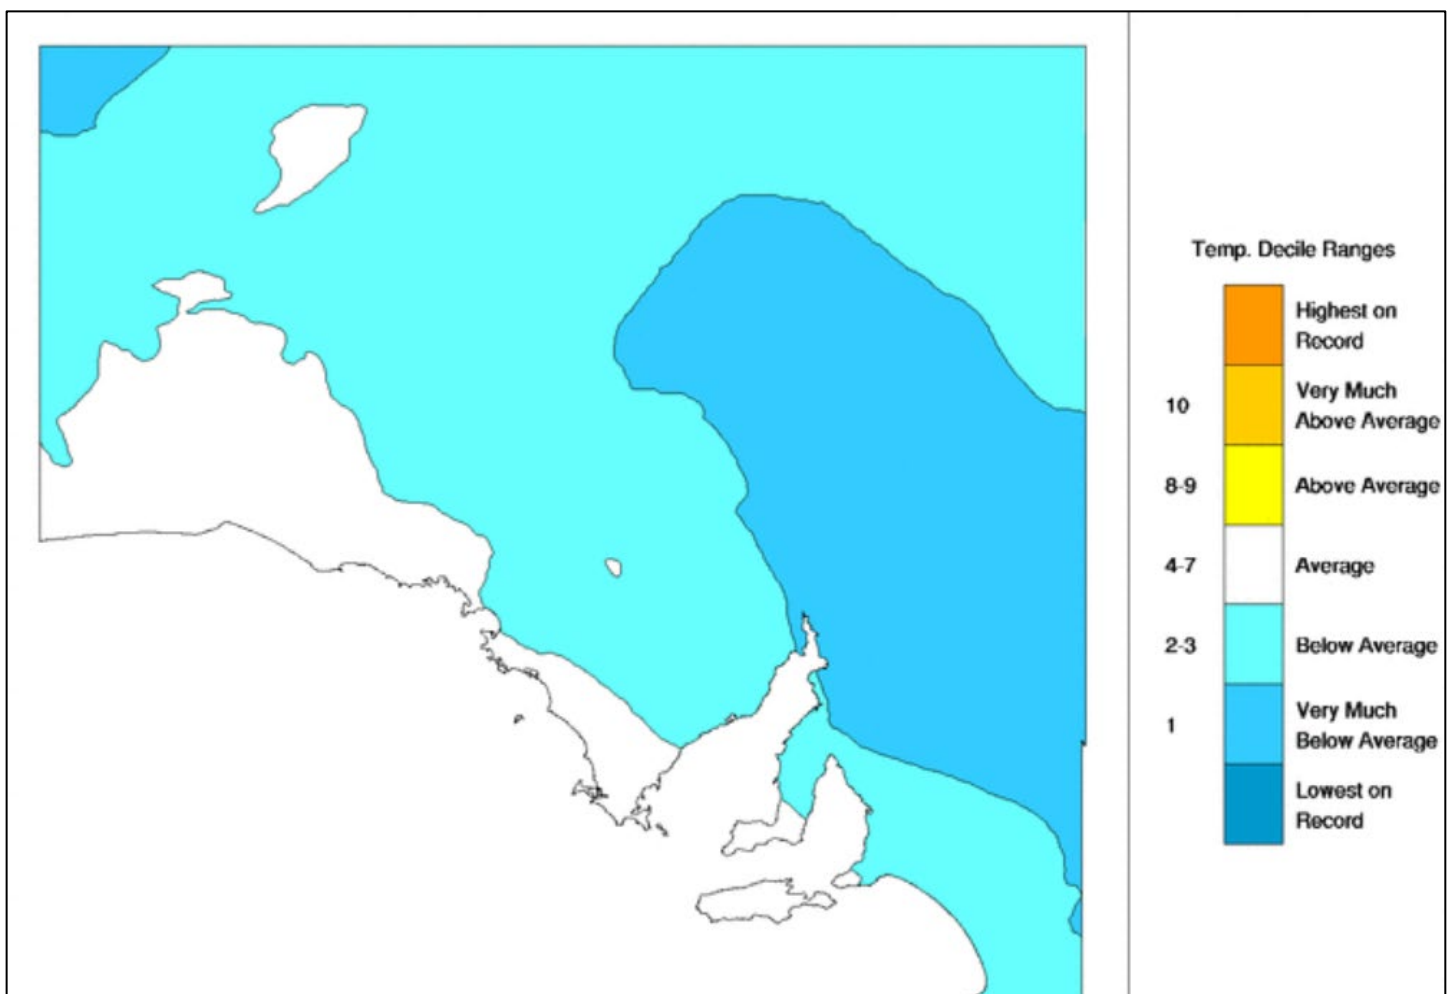 Temp. Decile Ranges
Highest on
Record
10
Very Much
Above Average
8-9
Above Average
4-7
Average
2-3
Below Average
1
Very Much
Below Average
Lowest on
Record